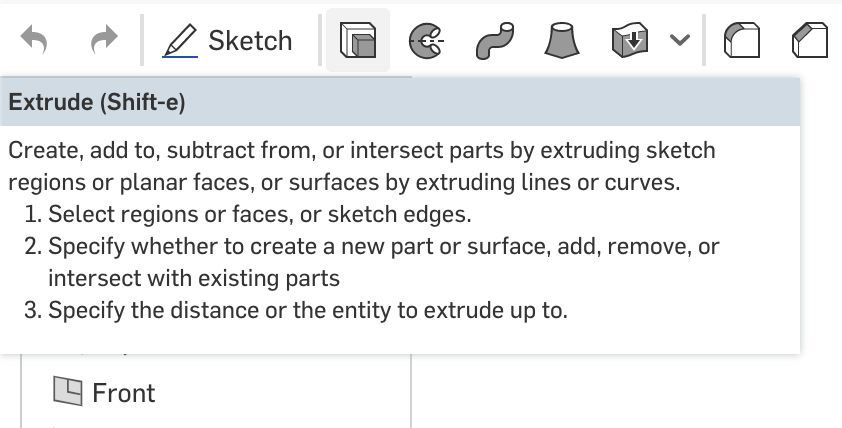 Sketch
Extrude (Shift-e)
Create, add to, subtract from, or intersect parts by extruding sketch
regions or planar faces, or surfaces by extruding lines or curves.
1. Select regions or faces, or sketch edges.
2. Specify whether to create a new part or surface, add, remove, or
intersect with existing parts
3. Specify the distance or the entity to extrude up to.
Front